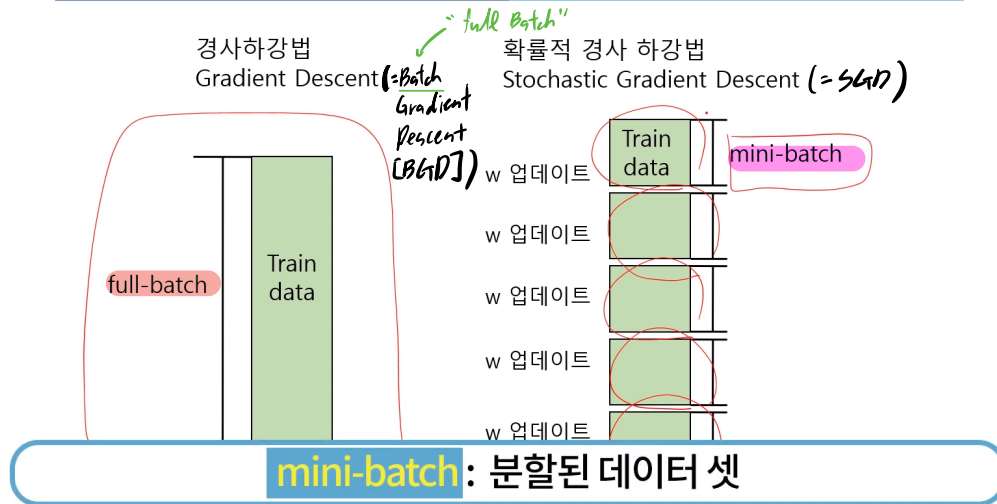 "full Batch"
경사하강법
Gradient Descent (=Batch
Gradient
Descent
[BGD])
full-batch
Train
data
확률적 경사 하강법
Stochastic Gradient Descent (=SGD)
Train
data
mini-batch
w 업데이트
w 업데이트
w 업데이트
w 업데이트
w 업데이트
mini-batch : 분할된 데이터 셋